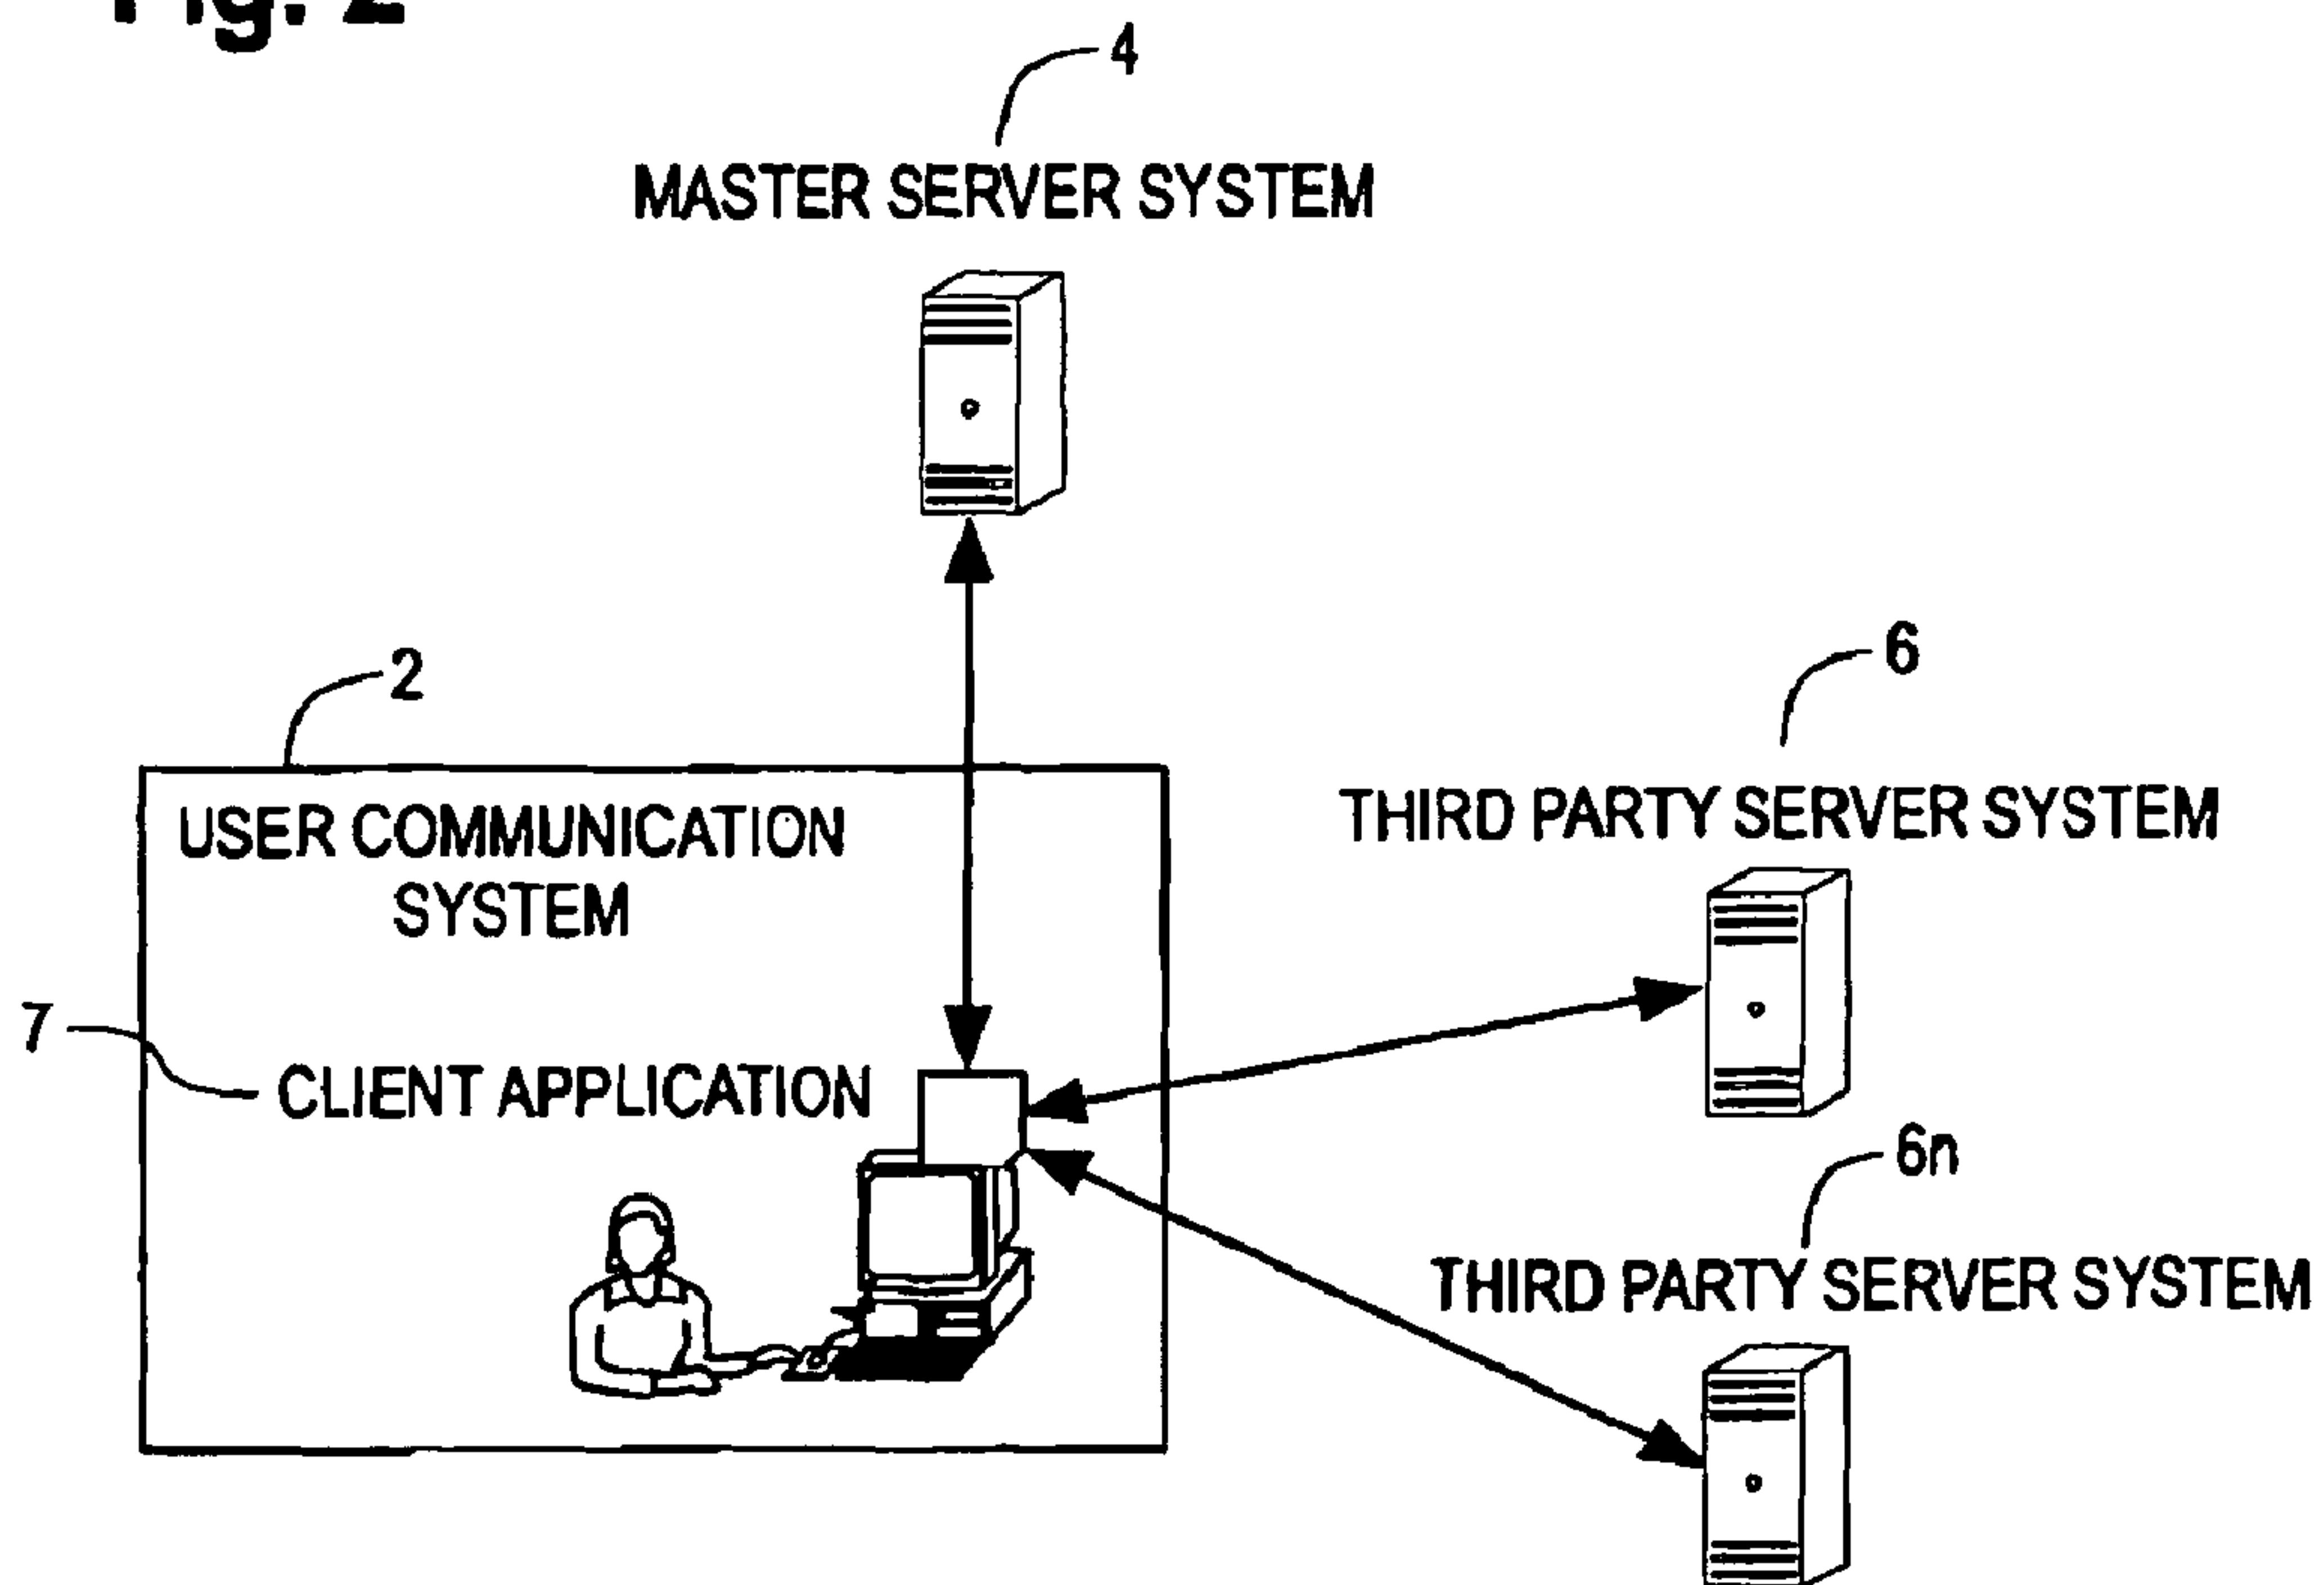 Fig. 2
4
MASTER SERVER SYSTEM
2
6
USER COMMUNICATION
SYSTEM
THIRD PARTY SERVER SYSTEM
7
CLIENT APPLICATION
6n
THIRD PARTY SERVER SYSTEM